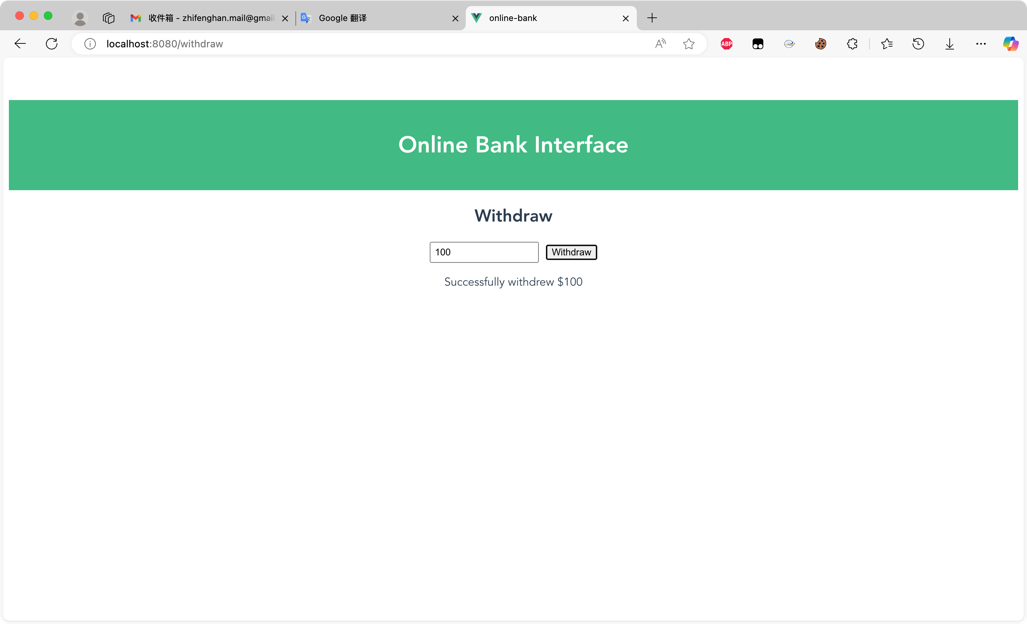 收件箱 - zhifenghan.mail@gmai
Google 翻译
online-bank
localhost:8080/withdraw
A
ABP
Online Bank Interface
Withdraw
100 Withdraw
Successfully withdrew $100